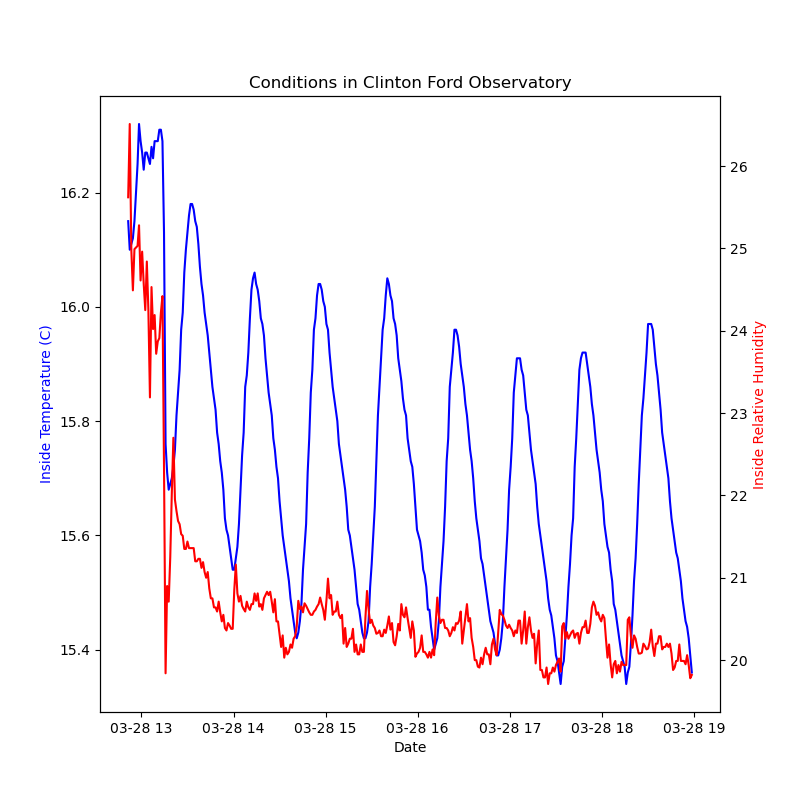 Conditions in Clinton Ford Observatory
Inside Temperature (C)
16.2
16.0
15.8
15.6
15.4
26
25
24
23
22
21
20
Inside Relative Humidity
03-28 13 03-28 14 03-28 15 03-28 16 03-28 17 03-28 18 03-28 19
Date